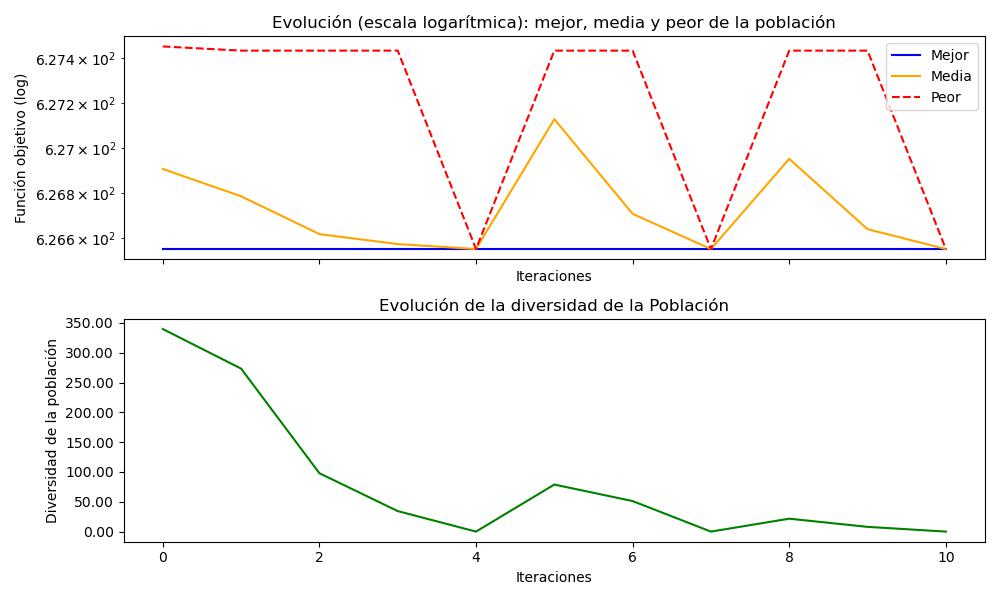 Evolución (escala logarítmica): mejor, media y peor de la población
Función objetivo (log)
6.274 × 10²
6.272 × 10²
6.27 × 10²
6.268 × 10²
6.266 × 10²
Mejor
Media
Peor
Iteraciones
Evolución de la diversidad de la Población
Diversidad de la población
350.00
300.00
250.00
200.00
150.00
100.00
50.00
0.00
0 2 4 6 8 10
Iteraciones